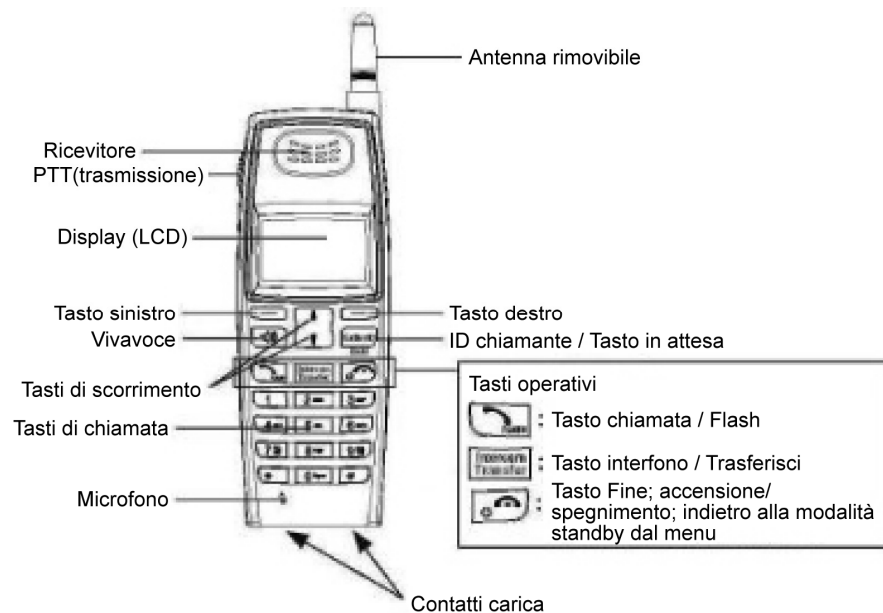 Antenna rimovibile
Ricevitore
PTT(trasmissione)
Display (LCD)
Tasto sinistro
Tasto destro
Vivavoce
ID chiamante / Tasto in attesa
Tasti di scorrimento
Tasti di chiamata
Microfono
Contatti carica
Tasti operativi
: Tasto chiamata / Flash
Intercom
Transfer
: Tasto interfono / Trasferisci
: Tasto Fine; accensione/
spegnimento; indietro alla modalità
standby dal menu